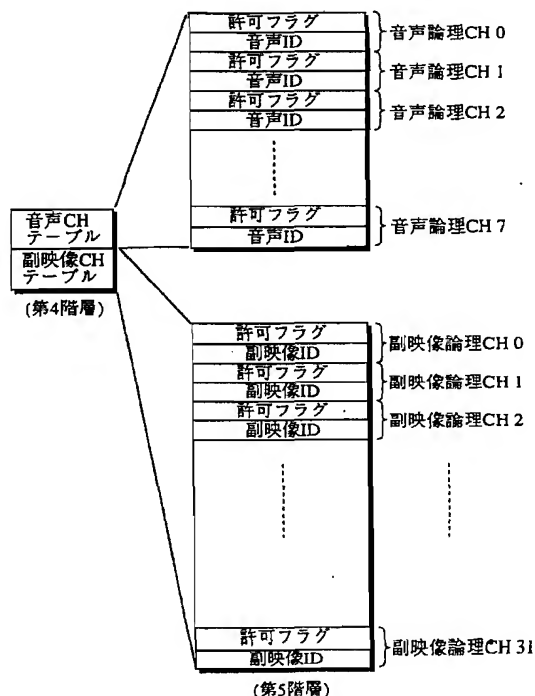 許可フラグ
音声ID
音声論理CH 0
許可フラグ
音声ID
音声論理CH 1
許可フラグ
音声ID
音声論理CH 2
許可フラグ
音声ID
音声論理CH 7
音声CH
テーブル
副映像CH
テーブル
(第4階層)
許可フラグ
副映像ID
副映像論理CH 0
許可フラグ
副映像ID
副映像論理CH 1
許可フラグ
副映像ID
副映像論理CH 2
許可フラグ
副映像ID
副映像論理CH 31
(第5階層)